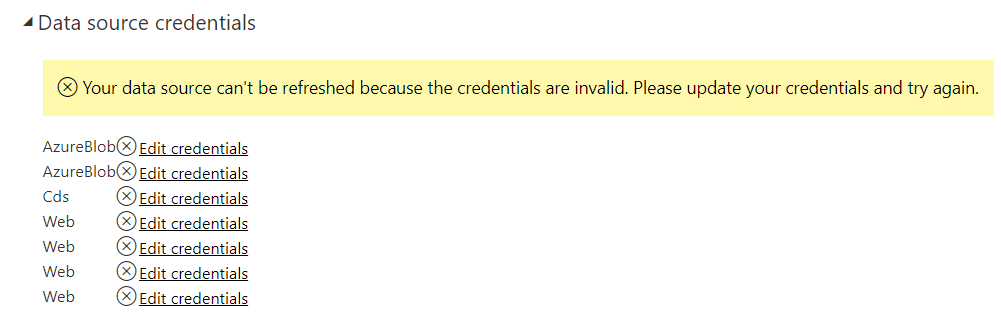 Data source credentials
Your data source can't be refreshed because the credentials are invalid. Please update your credentials and try again.
AzureBlob Edit credentials
AzureBlob Edit credentials
Cds Edit credentials
Web Edit credentials
Web Edit credentials
Web Edit credentials
Web Edit credentials